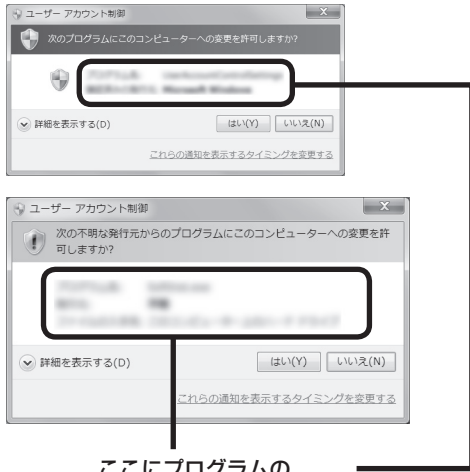 ユーザー アカウント制御
次のプログラムにこのコンピューターへの変更を許可しますか?
詳細を表示する(D)
はい(Y)
いいえ(N)
これらの通知を表示するタイミングを変更する
ユーザー アカウント制御
次の不明な発行元からのプログラムにこのコンピューターへの変更を許
可しますか?
詳細を表示する(D)
はい(Y)
いいえ(N)
これらの通知を表示するタイミングを変更する
ここにプログラムの